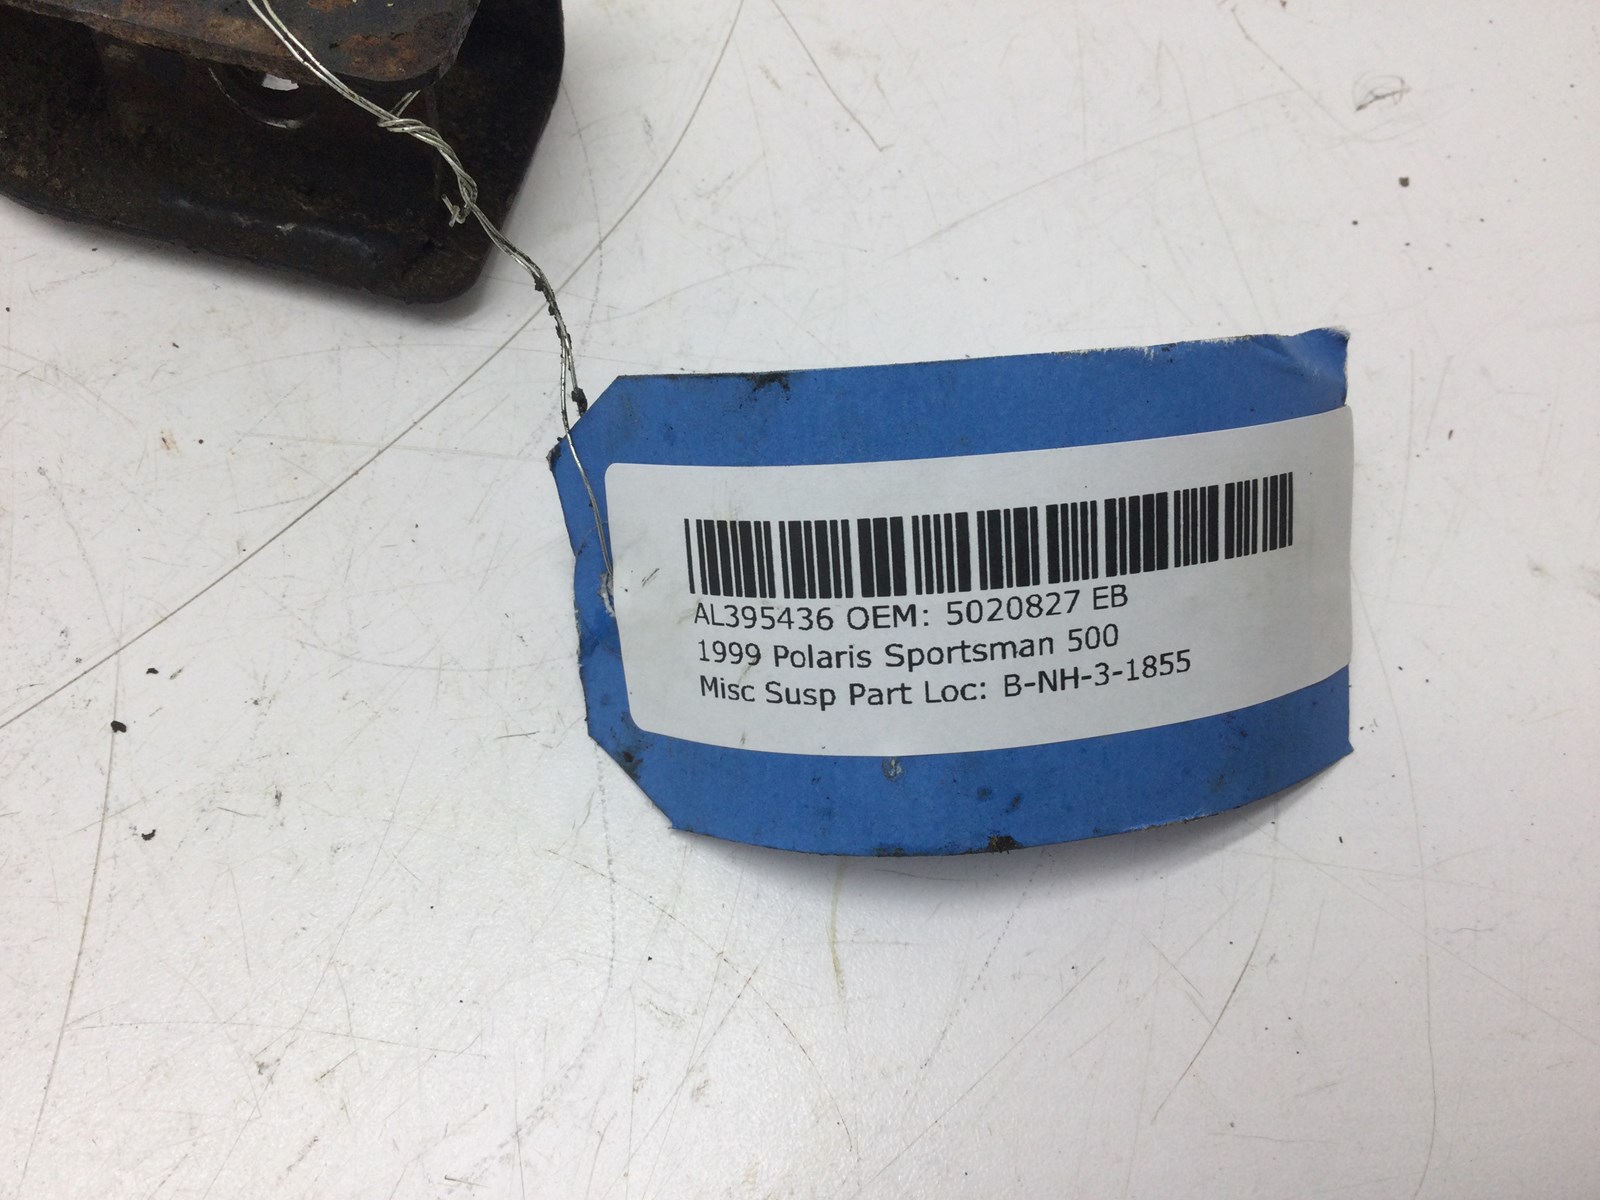 AL395436 OEM: 5020827 EB
1999 Polaris Sportsman 500
Misc Susp Part Loc: B-NH-3-1855